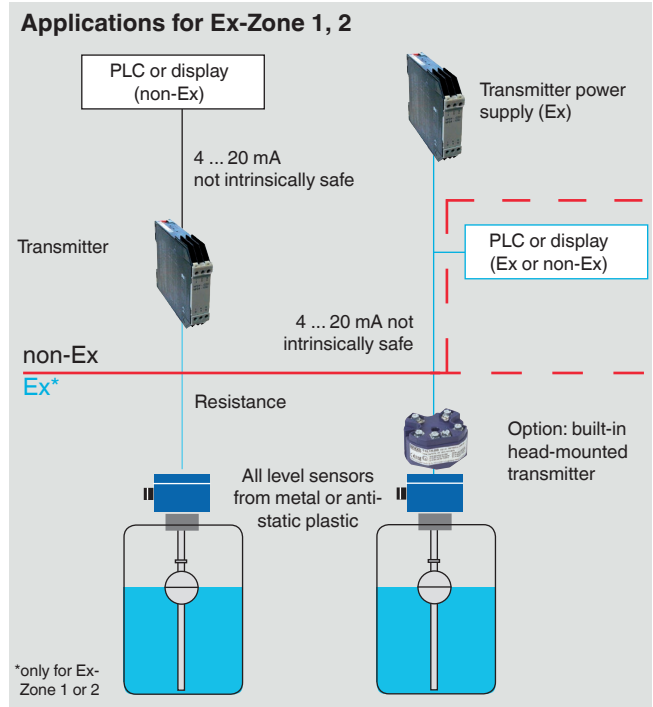 Applications for Ex-Zone 1, 2
PLC or display
(non-Ex)
Transmitter power
supply (Ex)
4 ... 20 mA
not intrinsically safe
Transmitter
PLC or display
(Ex or non-Ex)
4 ... 20 mA not
intrinsically safe
non-Ex
Ex*
Resistance
Option: built-in
head-mounted
transmitter
All level sensors
from metal or anti-
static plastic
*only for Ex-
Zone 1 or 2